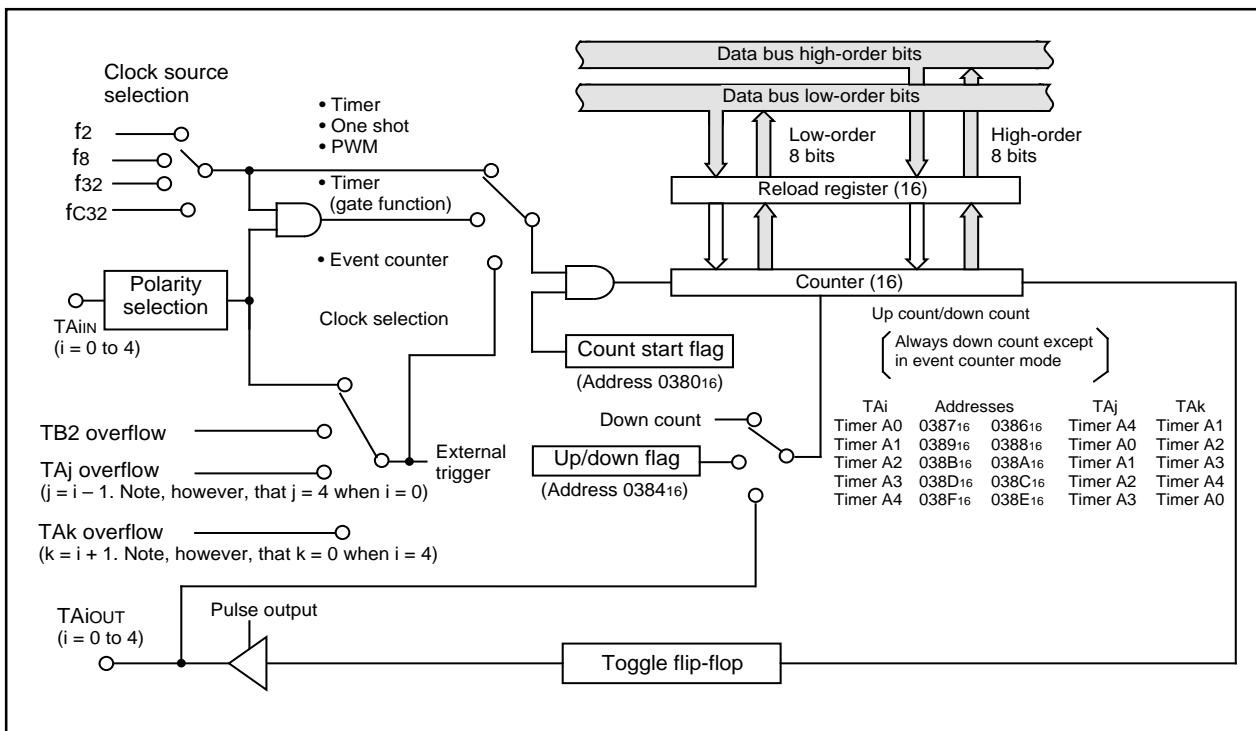 Data bus high-order bits
Data bus low-order bits
Clock source
selection
f2
f8
f32
fC32
• Timer
• One shot
• PWM
• Timer
(gate function)
• Event counter
Clock selection
Low-order
8 bits
High-order
8 bits
Reload register (16)
Counter (16)
Polarity
selection
TAiIN
(i = 0 to 4)
Up count/down count
Always down count except
in event counter mode
Count start flag
(Address 038016)
Down count
Up/down flag
(Address 038416)
TB2 overflow
TAj overflow
(j = i – 1. Note, however, that j = 4 when i = 0)
External
trigger
TAk overflow
(k = i + 1. Note, however, that k = 0 when i = 4)
TAi Addresses TAj TAk
Timer A0 038716 038616 Timer A4 Timer A1
Timer A1 038916 038816 Timer A0 Timer A2
Timer A2 038B16 038A16 Timer A1 Timer A3
Timer A3 038D16 038C16 Timer A2 Timer A4
Timer A4 038F16 038E16 Timer A3 Timer A0
TAiOUT
(i = 0 to 4)
Pulse output
Toggle flip-flop